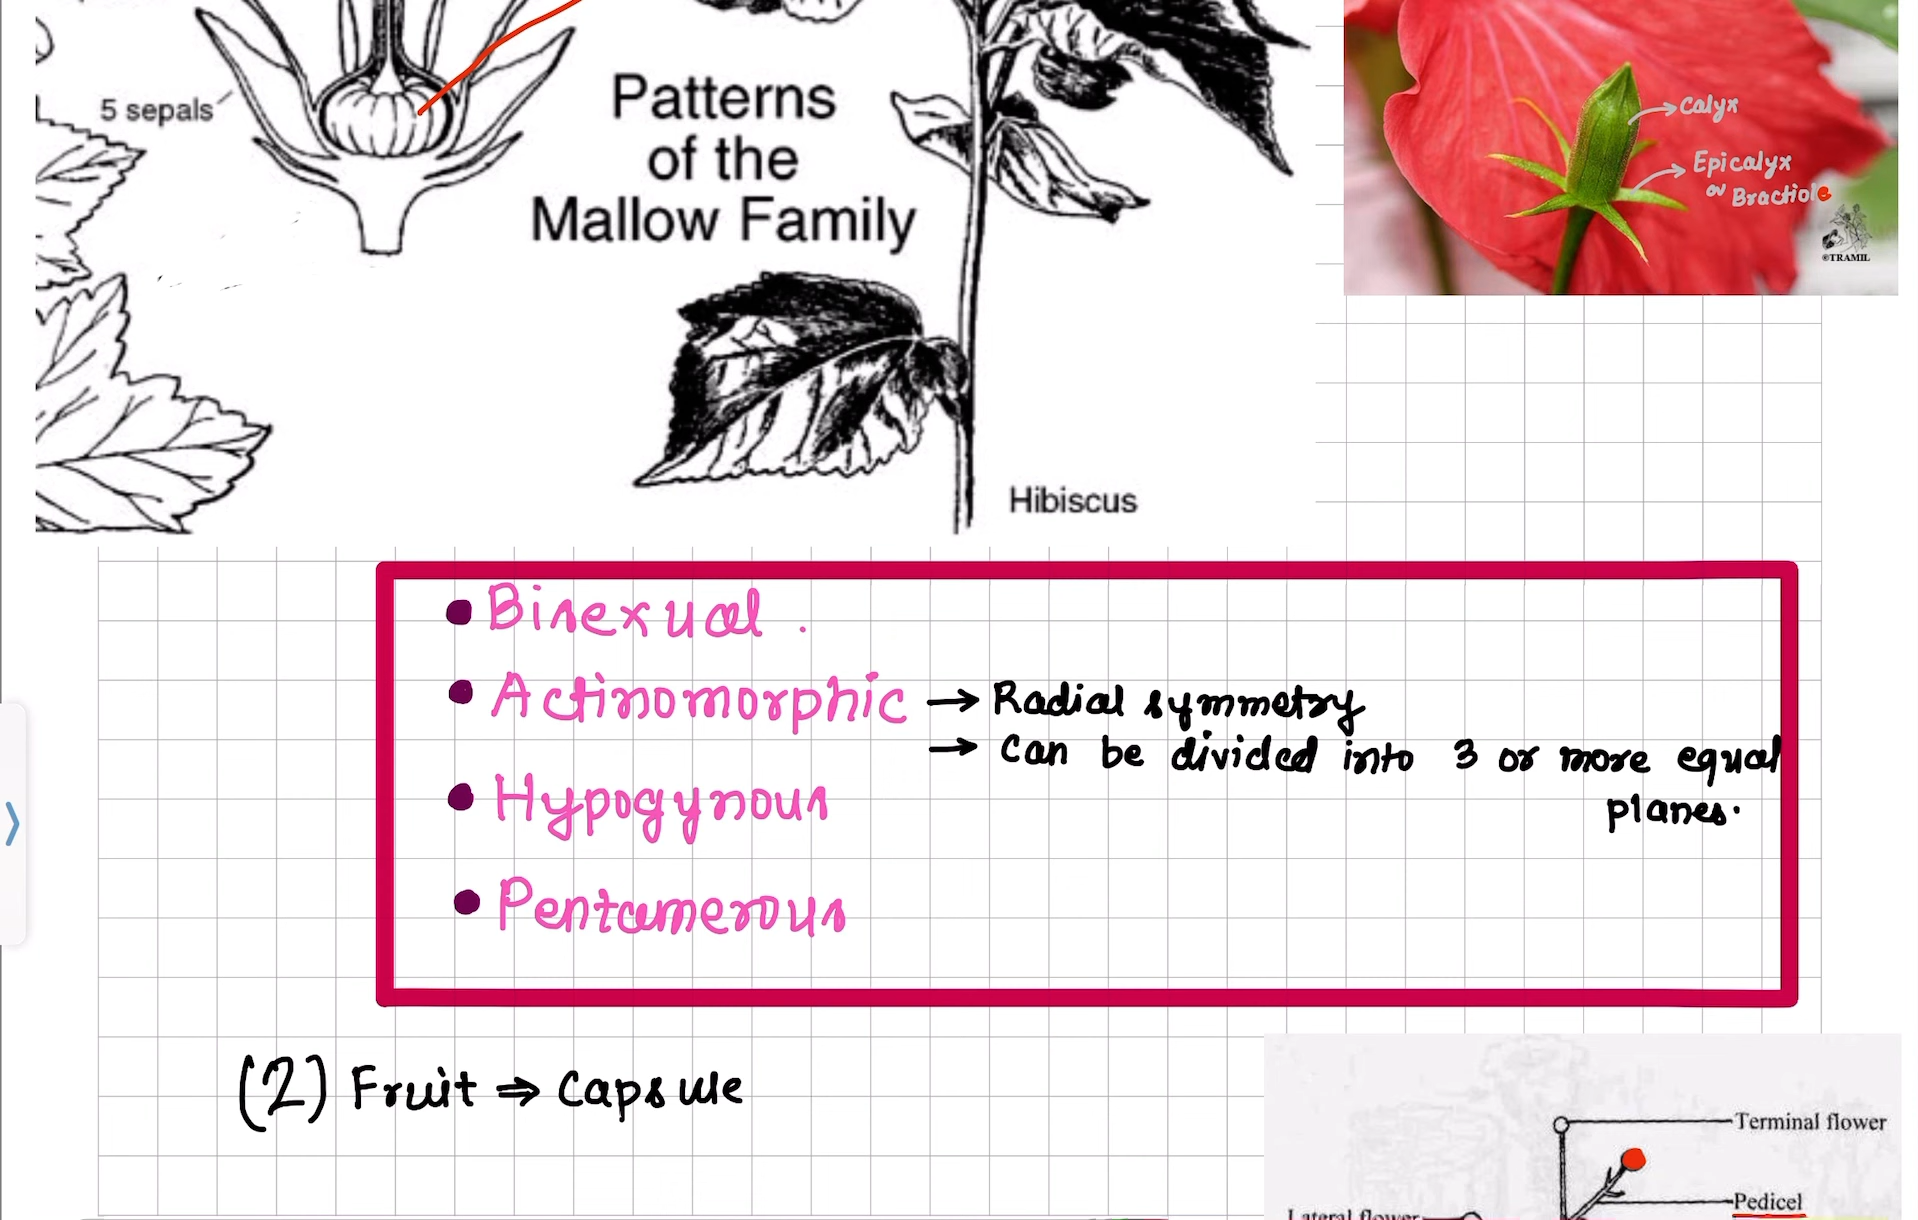 5 sepals
Patterns
of the
Mallow Family
Hibiscus
Calyx
Epicalyx
or Bractiole
©TRAMIL
• Bisexual .
• Actinomorphic → Radial symmetry
→ Can be divided into 3 or more equal
planes.
• Hypogynous
• Pentamerous
(2) Fruit ⇒ Capsule
Terminal flower
Pedicel
Lateral flower